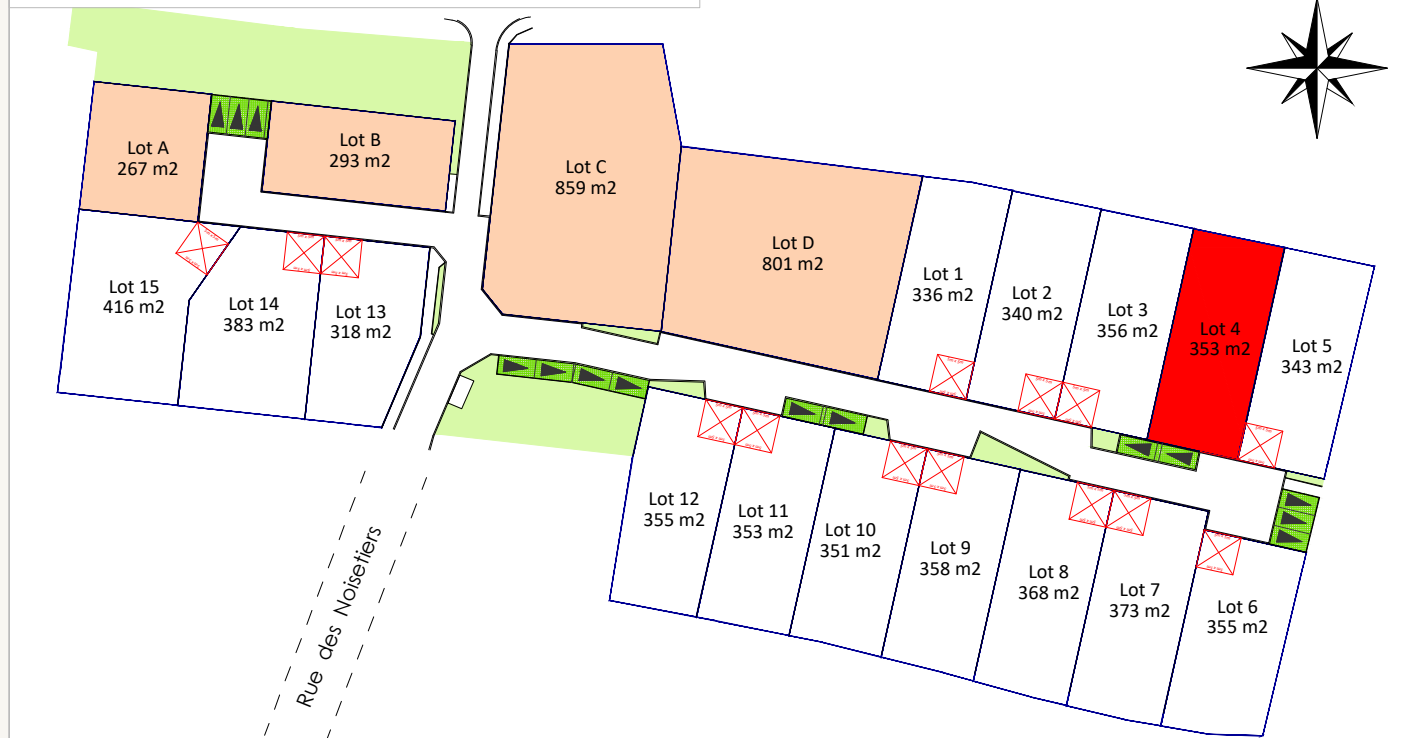 Lot A
267 m2
Lot B
293 m2
Lot C
859 m2
Lot D
801 m2
Lot 1
336 m2
Lot 2
340 m2
Lot 3
356 m2
Lot 4
353 m2
Lot 5
343 m2
Lot 15
416 m2
Lot 14
383 m2
Lot 13
318 m2
Lot 12
355 m2
Lot 11
353 m2
Lot 10
351 m2
Lot 9
358 m2
Lot 8
368 m2
Lot 7
373 m2
Lot 6
355 m2
Rue des Noisetiers